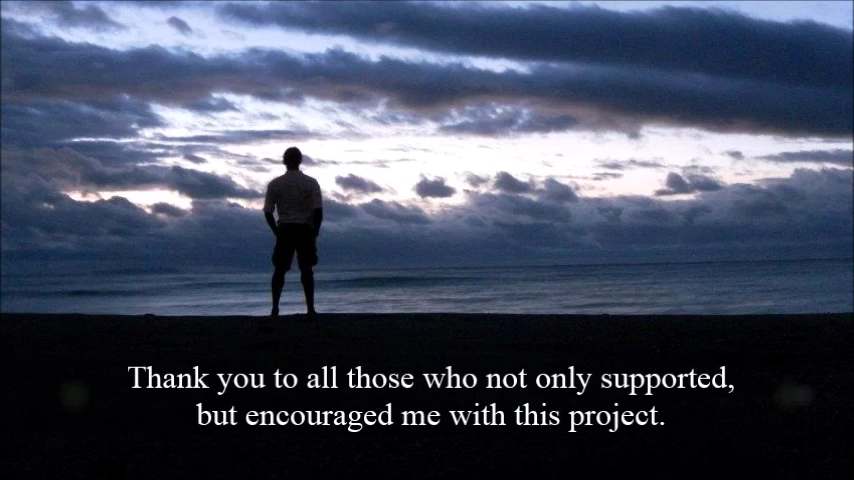 Thank you to all those who not only supported,
but encouraged me with this project.